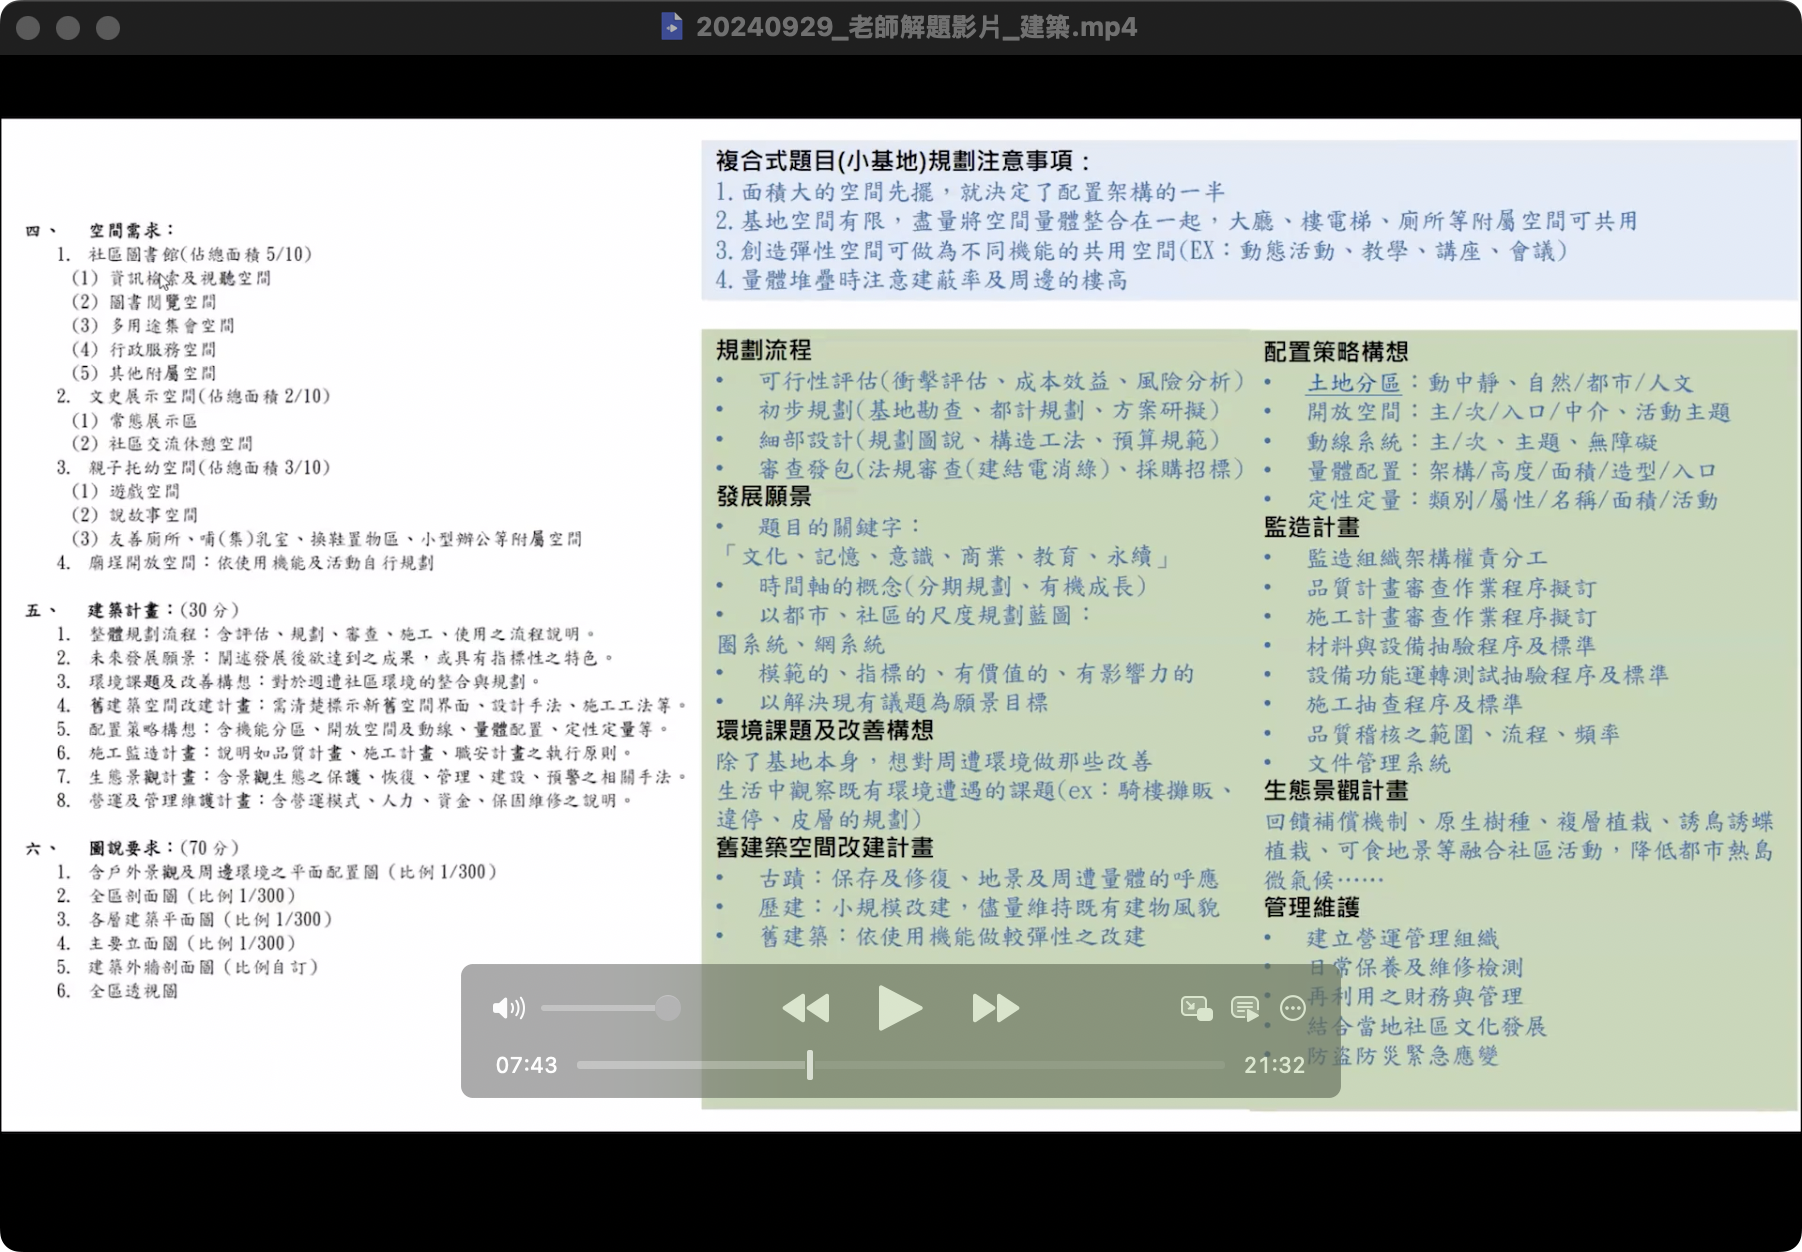 20240929_老師解題影片_建築.mp4
四、 空間需求：
1. 社區圖書館(佔總面積 5/10)
(1) 資訊檢索及視聽空間
(2) 圖書閱覽空間
(3) 多用途集會空間
(4) 行政服務空間
(5) 其他附屬空間
2. 文史展示空間(佔總面積 2/10)
(1) 常態展示區
(2) 社區交流休憩空間
3. 親子托幼空間(佔總面積 3/10)
(1) 遊戲空間
(2) 說故事空間
(3) 友善廁所、哺(集)乳室、換鞋置物區、小型辦公等附屬空間
4. 廟埕開放空間：依使用機能及活動自行規劃
五、 建築計畫：(30 分)
1. 整體規劃流程：含評估、規劃、審查、施工、使用之流程說明。
2. 未來發展願景：闡述發展後欲達到之成果，或具有指標性之特色。
3. 環境課題及改善構想：對於週遭社區環境的整合與規劃。
4. 舊建築空間改建計畫：需清楚標示新舊空間界面、設計手法、施工工法等。
5. 配置策略構想：含機能分區、開放空間及動線、量體配置、定性定量等。
6. 施工監造計畫：說明如品質計畫、施工計畫、職安計畫之執行原則。
7. 生態景觀計畫：含景觀生態之保護、恢復、管理、建設、預警之相關手法。
8. 營運及管理維護計畫：含營運模式、人力、資金、保固維修之說明。
六、 圖說要求：(70 分)
1. 含戶外景觀及周邊環境之平面配置圖（比例 1/300）
2. 全區剖面圖（比例 1/300）
3. 各層建築平面圖（比例 1/300）
4. 主要立面圖（比例 1/300）
5. 建築外牆剖面圖（比例自訂）
6. 全區透視圖
複合式題目(小基地)規劃注意事項：
1. 面積大的空間先擺，就決定了配置架構的一半
2. 基地空間有限，盡量將空間量體整合在一起，大廳、樓電梯、廁所等附屬空間可共用
3. 創造彈性空間可做為不同機能的共用空間(EX：動態活動、教學、講座、會議)
4. 量體堆疊時注意建蔽率及周邊的樓高
規劃流程
• 可行性評估(衝擊評估、成本效益、風險分析)
• 初步規劃(基地勘查、都計規劃、方案研擬)
• 細部設計(規劃圖說、構造工法、預算規範)
• 審查發包(法規審查(建結電消綠)、採購招標)
發展願景
• 題目的關鍵字：
「文化、記憶、意識、商業、教育、永續」
• 時間軸的概念(分期規劃、有機成長)
• 以都市、社區的尺度規劃藍圖：
圈系統、網系統
• 模範的、指標的、有價值的、有影響力的
• 以解決現有議題為願景目標
環境課題及改善構想
除了基地本身，想對周遭環境做那些改善
生活中觀察既有環境遭遇的課題(ex：騎樓攤販、
違停、皮層的規劃)
舊建築空間改建計畫
• 古蹟：保存及修復、地景及周遭量體的呼應
• 歷建：小規模改建，儘量維持既有建物風貌
• 舊建築：依使用機能做較彈性之改建
配置策略構想
• 土地分區：動中靜、自然/都市/人文
• 開放空間：主/次/入口/中介、活動主題
• 動線系統：主/次、主題、無障礙
• 量體配置：架構/高度/面積/造型/入口
• 定性定量：類別/屬性/名稱/面積/活動
監造計畫
• 監造組織架構權責分工
• 品質計畫審查作業程序擬訂
• 施工計畫審查作業程序擬訂
• 材料與設備抽驗程序及標準
• 設備功能運轉測試抽驗程序及標準
• 施工抽查程序及標準
• 品質稽核之範圍、流程、頻率
• 文件管理系統
生態景觀計畫
回饋補償機制、原生樹種、複層植栽、誘鳥誘蝶
植栽、可食地景等融合社區活動，降低都市熱島
微氣候⋯⋯
管理維護
• 建立營運管理組織
• 日常保養及維修檢測
• 再利用之財務與管理
• 結合當地社區文化發展
• 防盜防災緊急應變
07:43
21:32